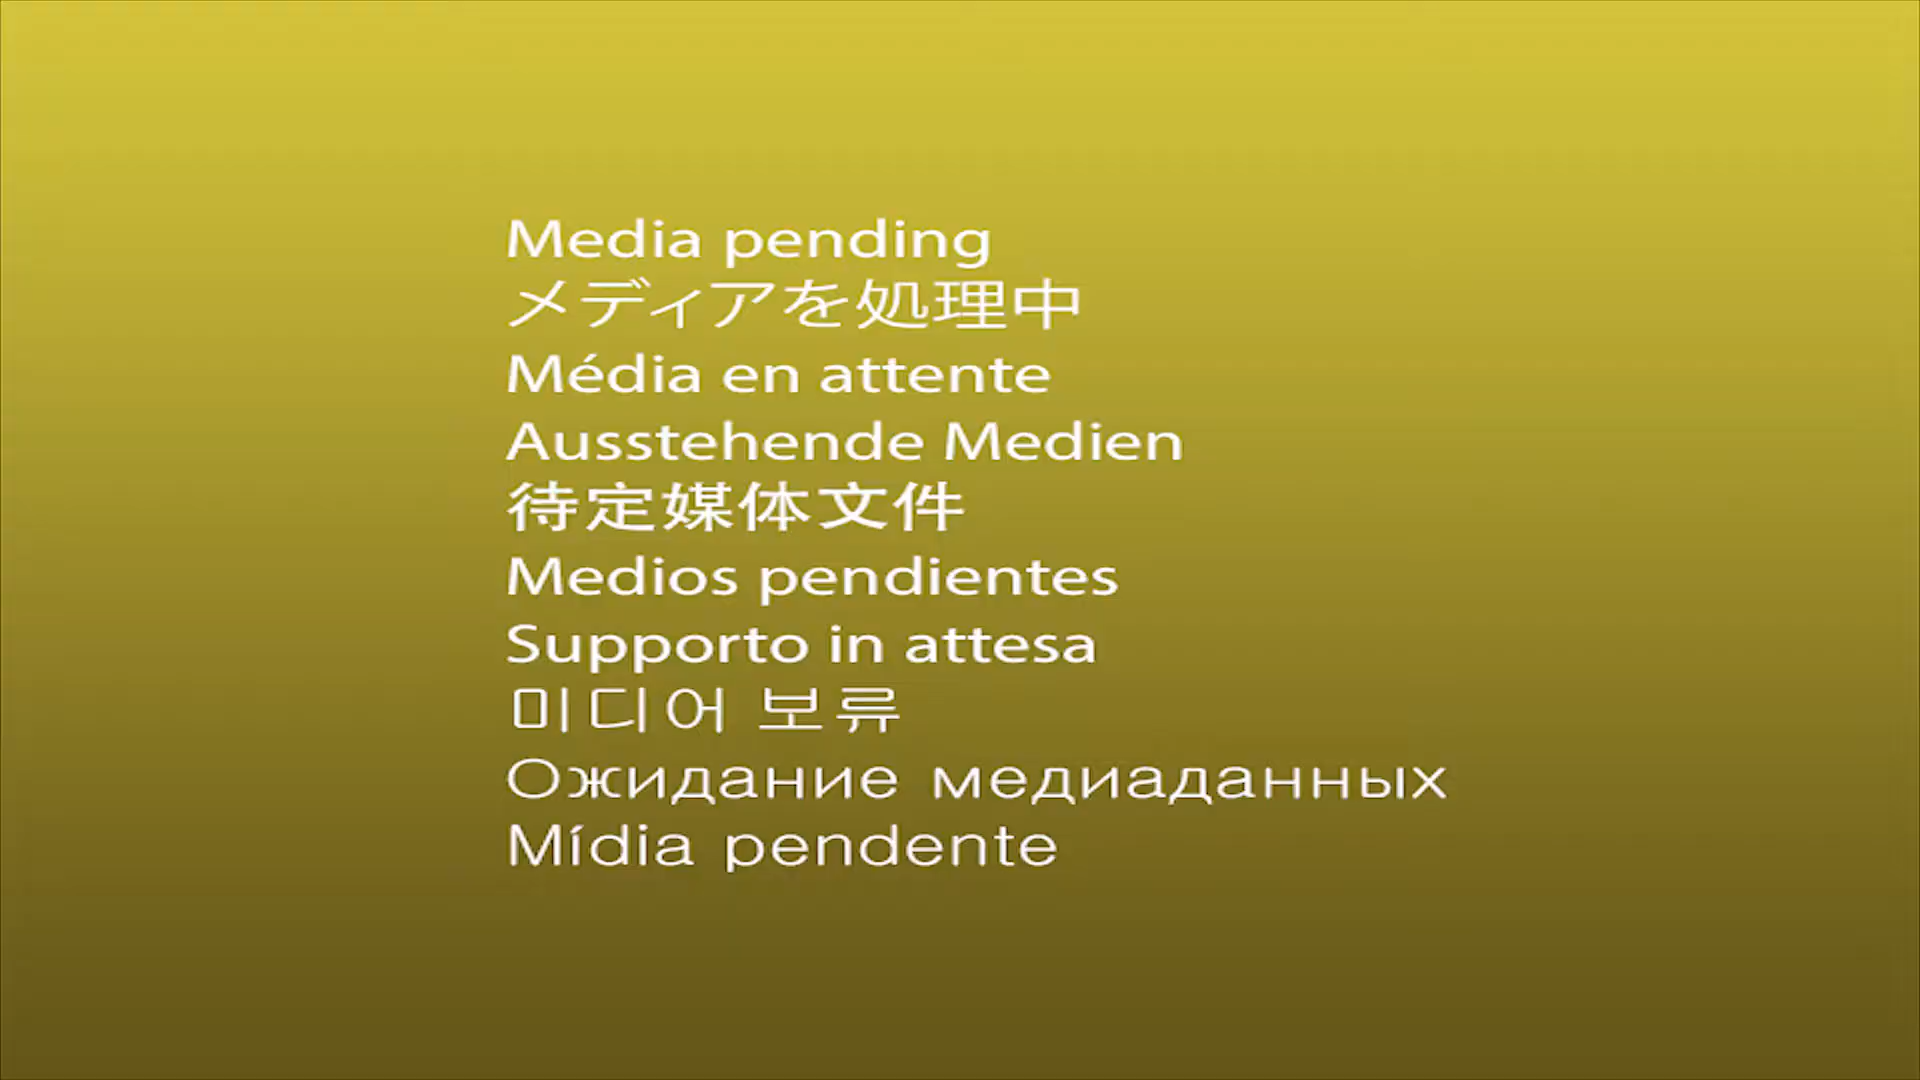 Media pending
メディアを処理中
Média en attente
Ausstehende Medien
待定媒体文件
Medios pendientes
Supporto in attesa
미디어 보류
Ожидание медиаданных
Mídia pendente